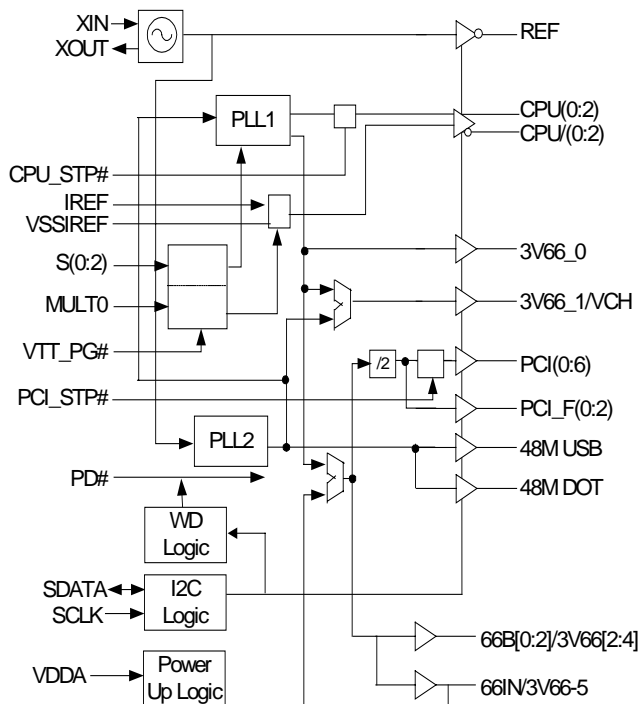 XIN
XOUT
REF
PLL1
CPU(0:2)
CPU/(0:2)
CPU_STP#
IREF
VSSIREF
3V66_0
S(0:2)
MULT0
3V66_1/VCH
VTT_PG#
/2
PCI(0:6)
PCI_STP#
PCI_F(0:2)
PLL2
48M USB
PD#
48M DOT
WD
Logic
SDATA
I2C
Logic
SCLK
66B[0:2]/3V66[2:4]
VDDA
Power
Up Logic
66IN/3V66-5